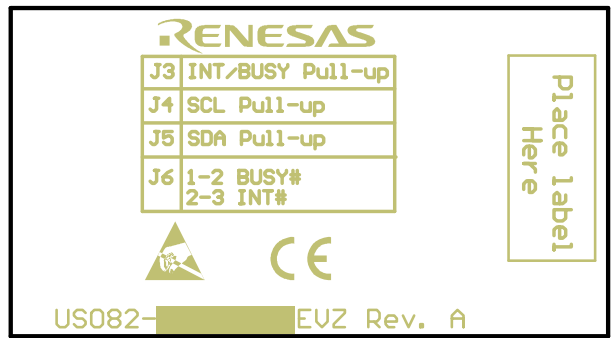 RENESAS
J3 INT/BUSY Pull-up
J4 SCL Pull-up
J5 SDA Pull-up
J6 1-2 BUSY#
2-3 INT#
Place label
Here
CE
US082-
EVZ Rev. A